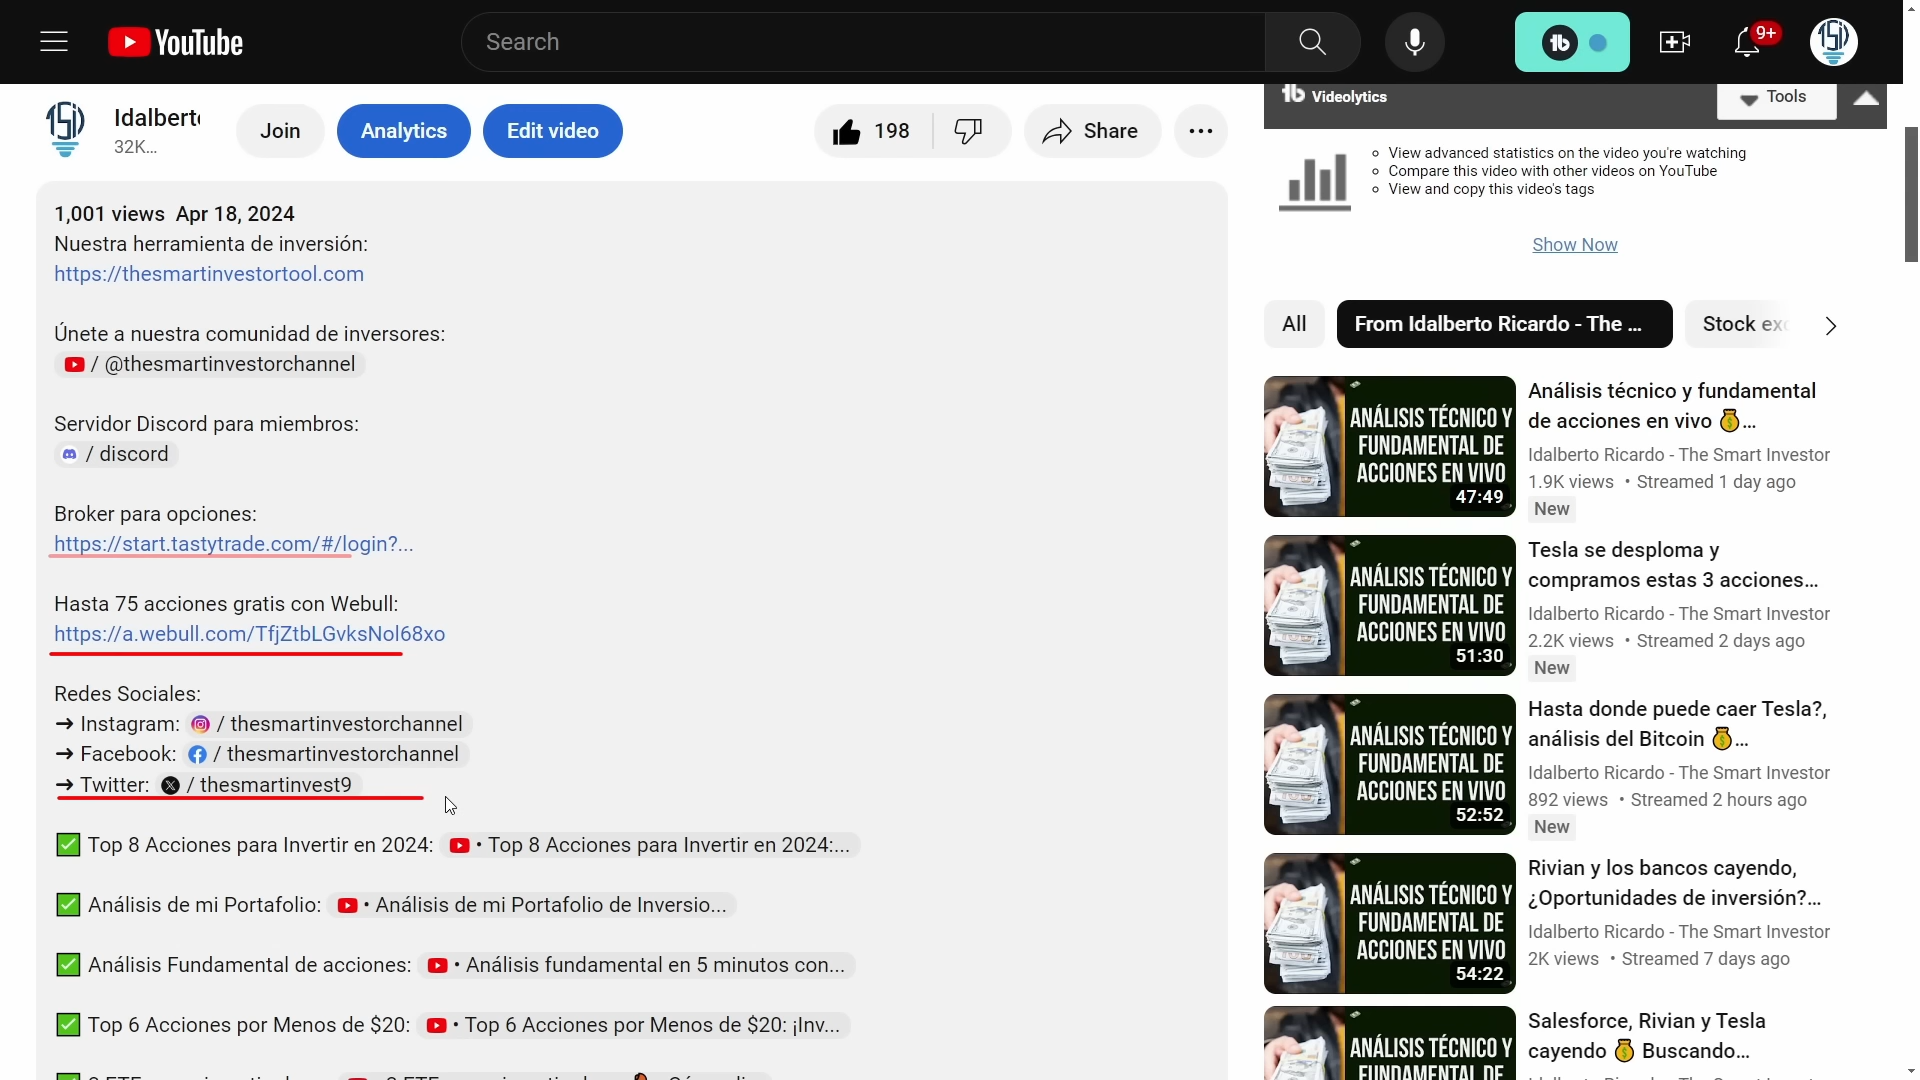 YouTube
Search
9+
Idalberto
32K...
Join
Analytics
Edit video
198
Share
1,001 views Apr 18, 2024
Nuestra herramienta de inversión:
https://thesmartinvestortool.com
Únete a nuestra comunidad de inversores:
/ @thesmartinvestorchannel
Servidor Discord para miembros:
/ discord
Broker para opciones:
https://start.tastytrade.com/#/login?...
Hasta 75 acciones gratis con Webull:
https://a.webull.com/TfjZtbLGvksNol68xo
Redes Sociales:
➔ Instagram: / thesmartinvestorchannel
➔ Facebook: / thesmartinvestorchannel
➔ Twitter: / thesmartinvest9
✅ Top 8 Acciones para Invertir en 2024: • Top 8 Acciones para Invertir en 2024:...
✅ Análisis de mi Portafolio: • Análisis de mi Portafolio de Inversio...
✅ Análisis Fundamental de acciones: • Análisis fundamental en 5 minutos con...
✅ Top 6 Acciones por Menos de $20: • Top 6 Acciones por Menos de $20: ¡Inv...
tb Videolytics
Tools
View advanced statistics on the video you're watching
Compare this video with other videos on YouTube
View and copy this video's tags
Show Now
All
From Idalberto Ricardo - The ...
Stock exc
ANÁLISIS TÉCNICO Y
FUNDAMENTAL DE
ACCIONES EN VIVO
47:49
Análisis técnico y fundamental
de acciones en vivo 💰...
Idalberto Ricardo - The Smart Investor
1.9K views • Streamed 1 day ago
New
ANÁLISIS TÉCNICO Y
FUNDAMENTAL DE
ACCIONES EN VIVO
51:30
Tesla se desploma y
compramos estas 3 acciones...
Idalberto Ricardo - The Smart Investor
2.2K views • Streamed 2 days ago
New
ANÁLISIS TÉCNICO Y
FUNDAMENTAL DE
ACCIONES EN VIVO
52:52
Hasta donde puede caer Tesla?,
análisis del Bitcoin 💰...
Idalberto Ricardo - The Smart Investor
892 views • Streamed 2 hours ago
New
ANÁLISIS TÉCNICO Y
FUNDAMENTAL DE
ACCIONES EN VIVO
54:22
Rivian y los bancos cayendo,
¿Oportunidades de inversión?...
Idalberto Ricardo - The Smart Investor
2K views • Streamed 7 days ago
ANÁLISIS TÉCNICO Y
FUNDAMENTAL DE
Salesforce, Rivian y Tesla
cayendo 💰 Buscando...